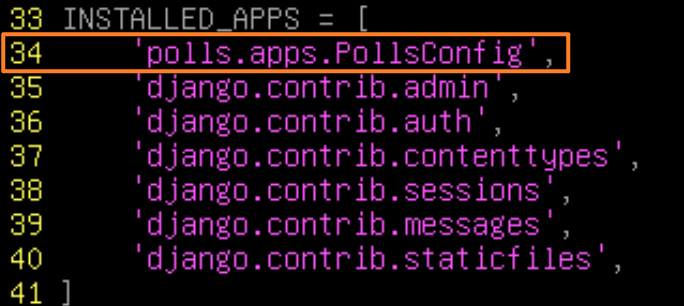 33 INSTALLED_APPS = [
34     'polls.apps.PollsConfig',
35     'django.contrib.admin',
36     'django.contrib.auth',
37     'django.contrib.contenttypes',
38     'django.contrib.sessions',
39     'django.contrib.messages',
40     'django.contrib.staticfiles',
41 ]